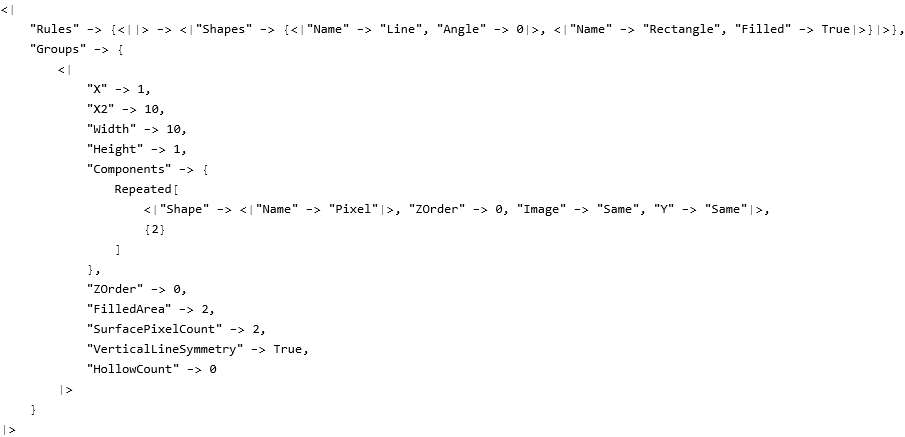 <|
    "Rules" -> {<||> -> <|"Shapes" -> {<|"Name" -> "Line", "Angle" -> 0|>, <|"Name" -> "Rectangle", "Filled" -> True|>}|>},
    "Groups" -> {
        <|
            "X" -> 1,
            "X2" -> 10,
            "Width" -> 10,
            "Height" -> 1,
            "Components" -> {
                Repeated[
                    <|"Shape" -> <|"Name" -> "Pixel"|>, "ZOrder" -> 0, "Image" -> "Same", "Y" -> "Same"|>,
                    {2}
                ]
            },
            "ZOrder" -> 0,
            "FilledArea" -> 2,
            "SurfacePixelCount" -> 2,
            "VerticalLineSymmetry" -> True,
            "HollowCount" -> 0
        |>
    }
|>